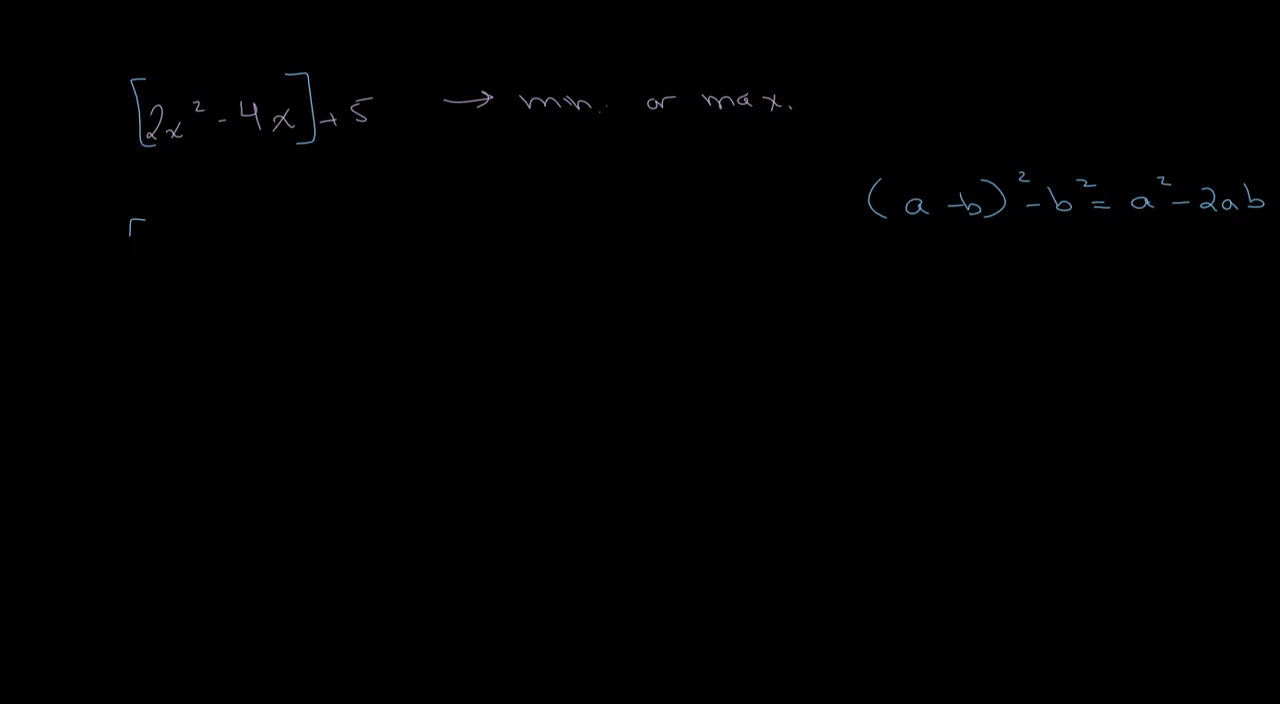 [2x² - 4x] + 5 → min. or max.
(a - b)² - b² = a² - 2ab
[